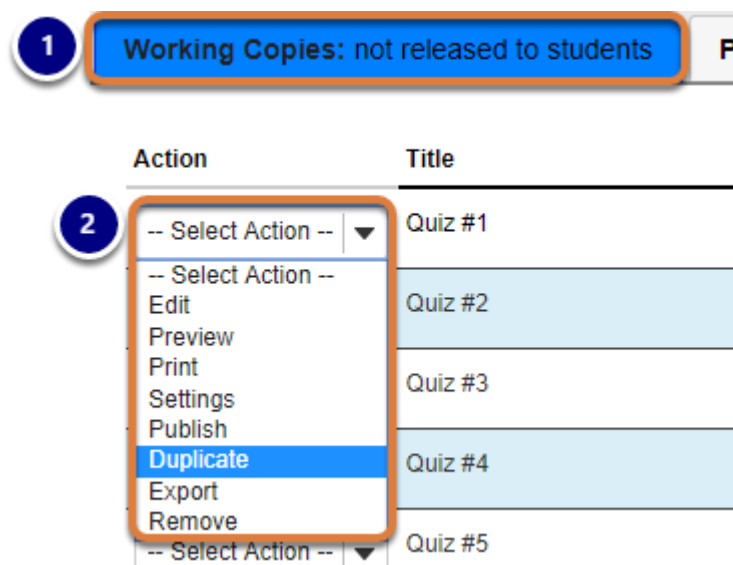 1
Working Copies: not released to students
P
Action Title
2
-- Select Action -- Quiz #1
-- Select Action --
Edit
Quiz #2
Preview
Print
Quiz #3
Settings
Publish
Duplicate
Quiz #4
Export
Remove
-- Select Action -- Quiz #5